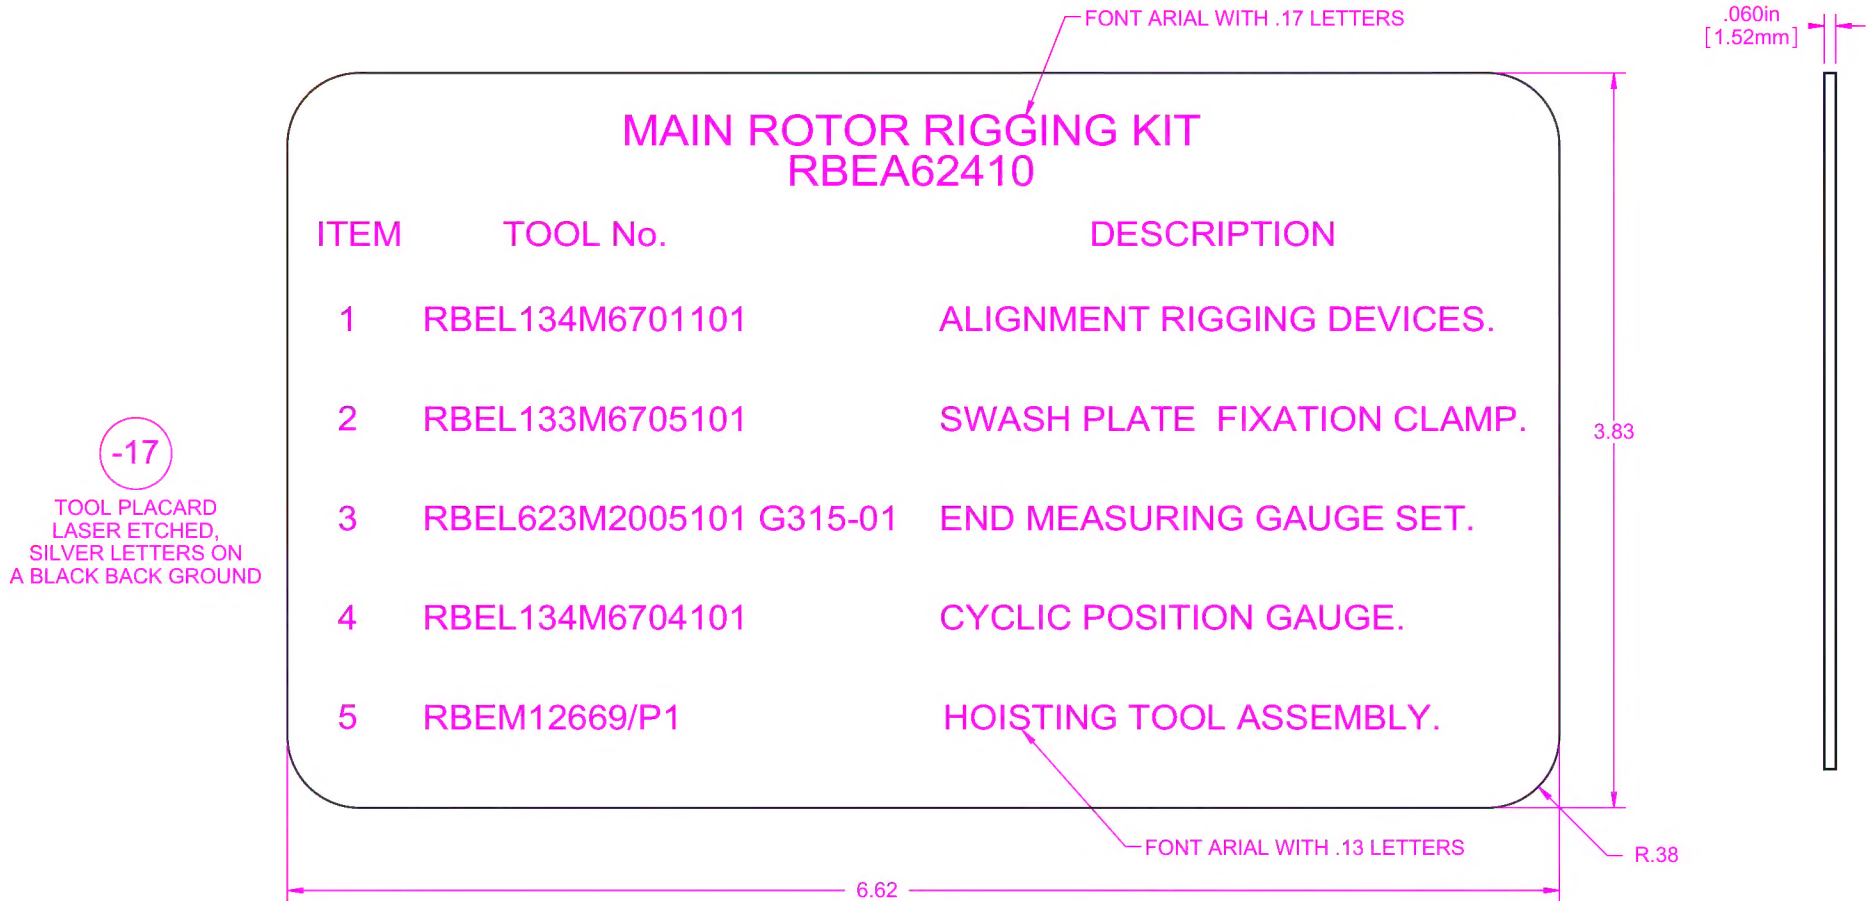 FONT ARIAL WITH .17 LETTERS
.060in
[1.52mm]
MAIN ROTOR RIGGING KIT
RBEA62410
ITEM TOOL No. DESCRIPTION
1 RBEL134M6701101 ALIGNMENT RIGGING DEVICES.
2 RBEL133M6705101 SWASH PLATE  FIXATION CLAMP.
3.83
-17
TOOL PLACARD
LASER ETCHED,
SILVER LETTERS ON
A BLACK BACK GROUND
3 RBEL623M2005101 G315-01 END MEASURING GAUGE SET.
4 RBEL134M6704101 CYCLIC POSITION GAUGE.
5 RBEM12669/P1 HOISTING TOOL ASSEMBLY.
FONT ARIAL WITH .13 LETTERS
R.38
6.62